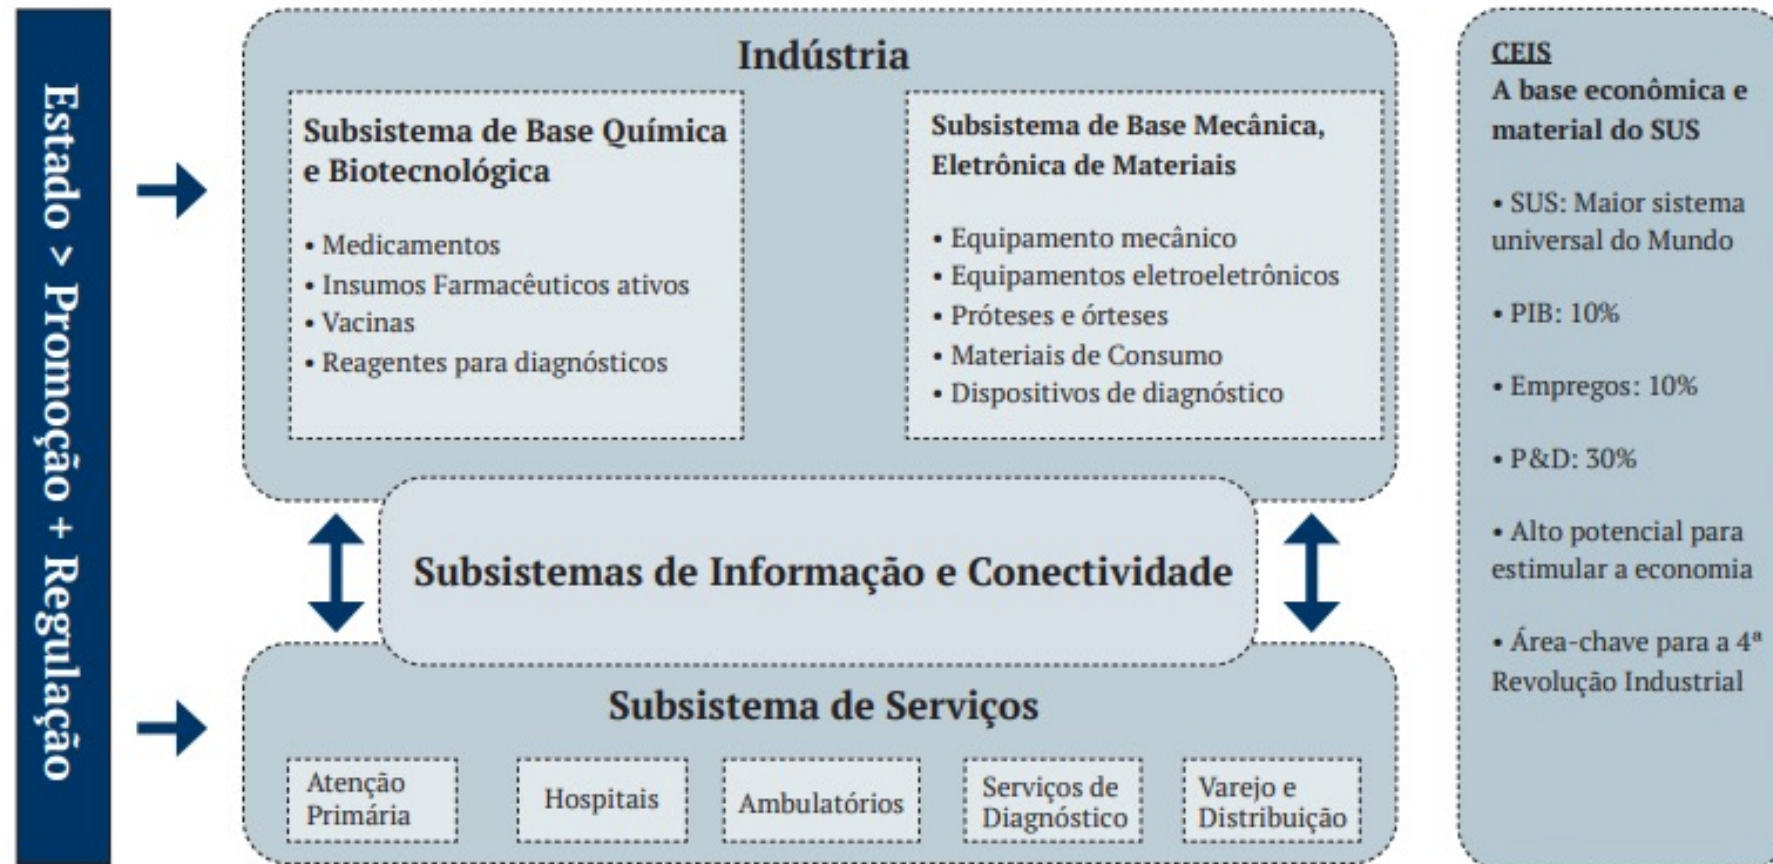 Estado > Promoção + Regulação
Indústria
Subsistema de Base Química
e Biotecnológica
• Medicamentos
• Insumos Farmacêuticos ativos
• Vacinas
• Reagentes para diagnósticos
Subsistema de Base Mecânica,
Eletrônica de Materiais
• Equipamento mecânico
• Equipamentos eletroeletrônicos
• Próteses e órteses
• Materiais de Consumo
• Dispositivos de diagnóstico
Subsistemas de Informação e Conectividade
Subsistema de Serviços
Atenção
Primária
Hospitais
Ambulatórios
Serviços de
Diagnóstico
Varejo e
Distribuição
CEIS
A base econômica e
material do SUS
• SUS: Maior sistema
universal do Mundo
• PIB: 10%
• Empregos: 10%
• P&D: 30%
• Alto potencial para
estimular a economia
• Área-chave para a 4ª
Revolução Industrial